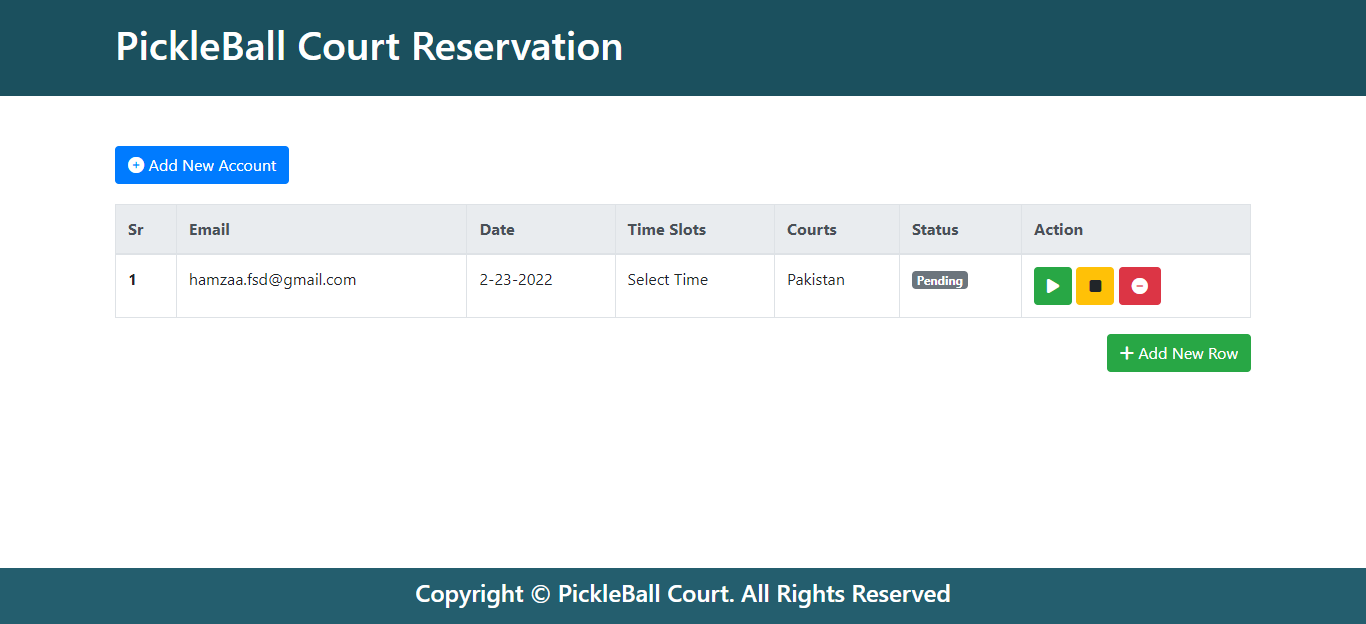 PickleBall Court Reservation
Add New Account
Sr Email Date Time Slots Courts Status Action
1 hamzaa.fsd@gmail.com 2-23-2022 Select Time Pakistan Pending
Add New Row
Copyright © PickleBall Court. All Rights Reserved